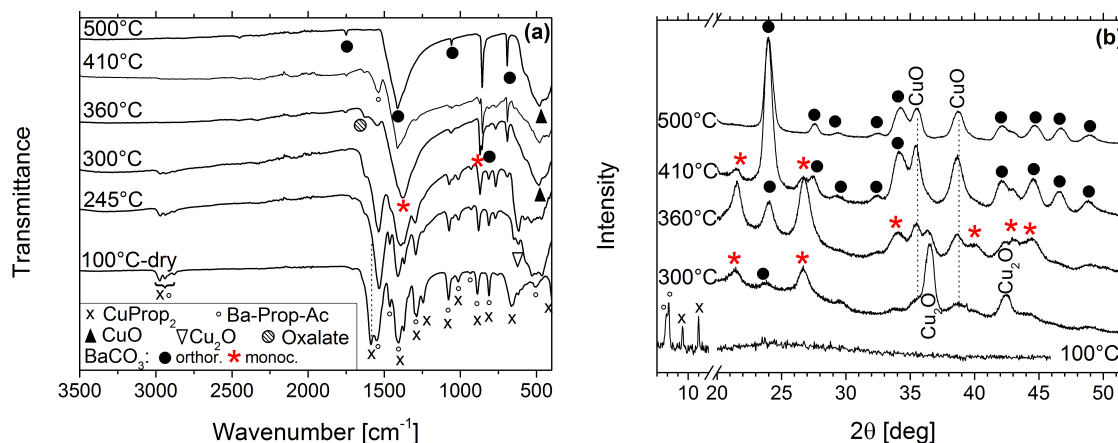 (a)
500°C
410°C
360°C
300°C
245°C
100°C-dry
x CuProp₂ ◦ Ba-Prop-Ac
▲ CuO ▽ Cu₂O Oxalate
BaCO₃: ● orthor. * monoc.
Transmittance
3500 3000 2500 2000 1500 1000 500
Wavenumber [cm⁻¹]
(b)
CuO
CuO
500°C
410°C
360°C
300°C
Cu₂O
Cu₂O
100°C
Intensity
10 20 25 30 35 40 45 50
2θ [deg]